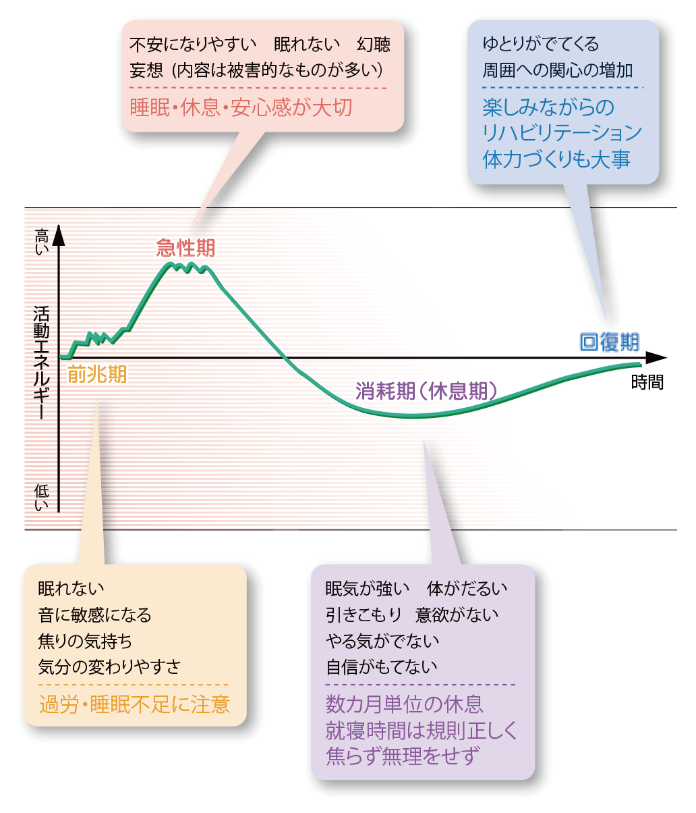 不安になりやすい　眠れない　幻聴
妄想（内容は被害的なものが多い）
睡眠・休息・安心感が大切
ゆとりがでてくる
周囲への関心の増加
楽しみながらの
リハビリテーション
体力づくりも大事
高い
急性期
活動エネルギー
回復期
前兆期
消耗期（休息期）
時間
低い
眠れない
音に敏感になる
焦りの気持ち
気分の変わりやすさ
過労・睡眠不足に注意
眠気が強い　体がだるい
引きこもり　意欲がない
やる気がでない
自信がもてない
数カ月単位の休息
就寝時間は規則正しく
焦らず無理をせず